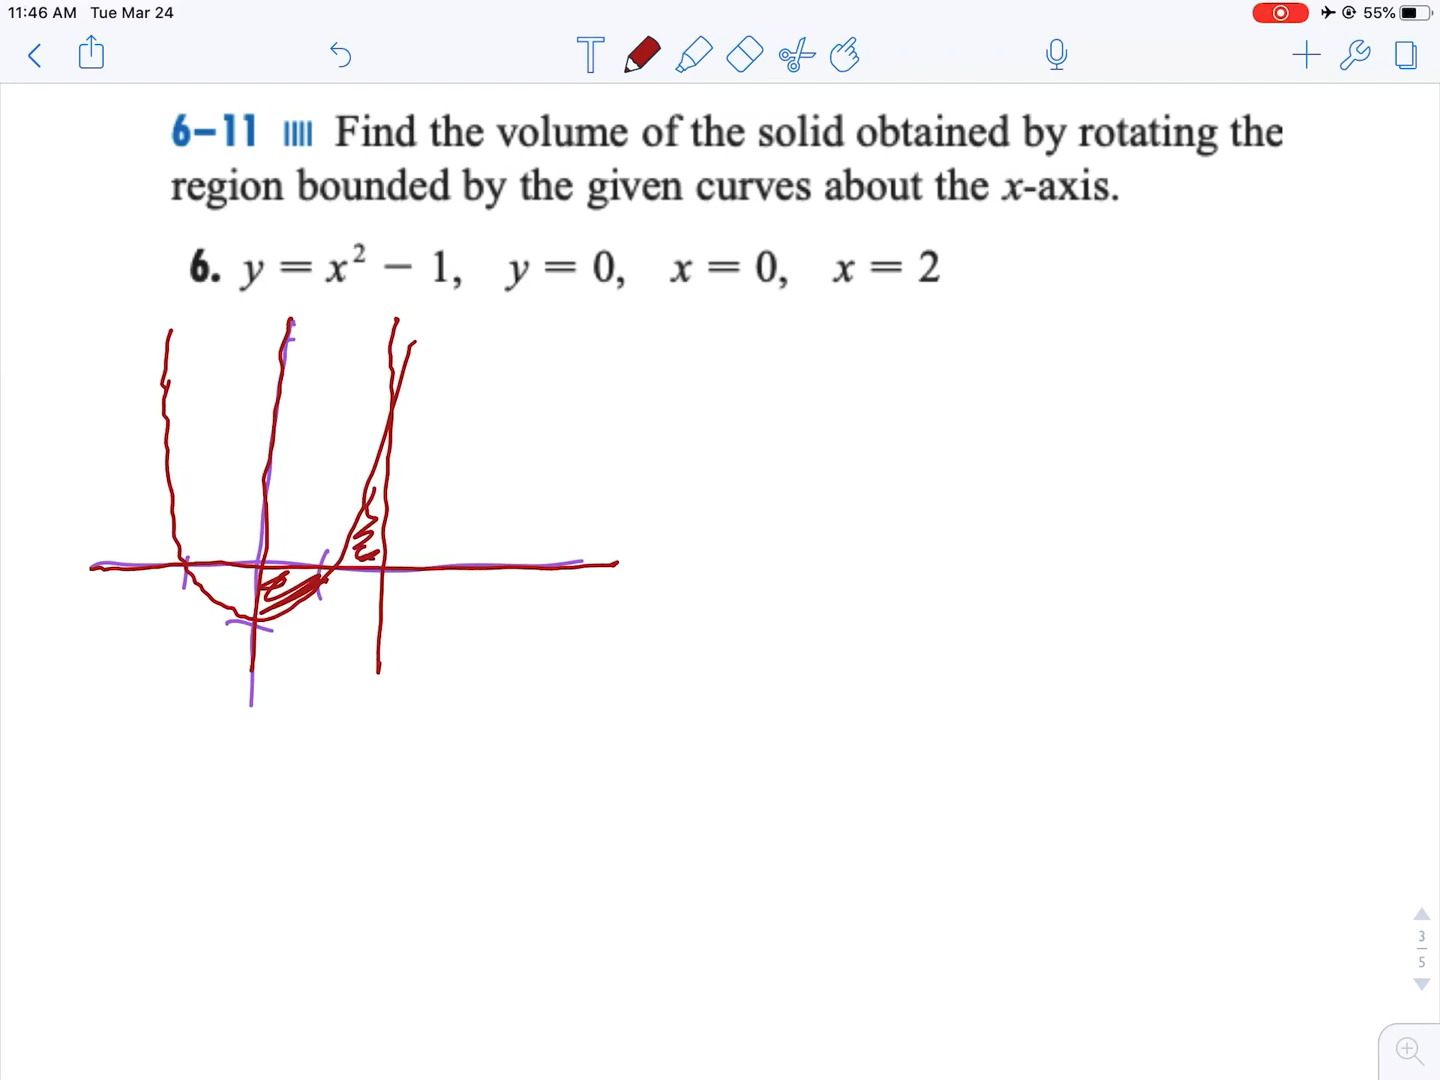 11:46 AM Tue Mar 24
55%
T
6–11 Find the volume of the solid obtained by rotating the
region bounded by the given curves about the x-axis.
6. y = x² − 1, y = 0, x = 0, x = 2
3
5